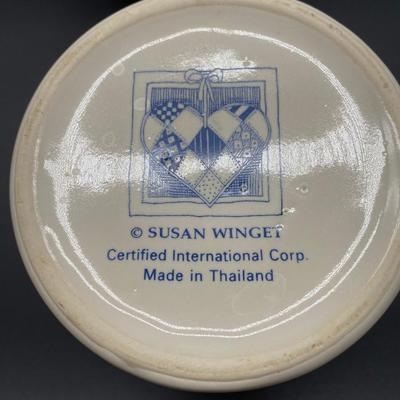 © SUSAN WINGET
Certified International Corp.
Made in Thailand